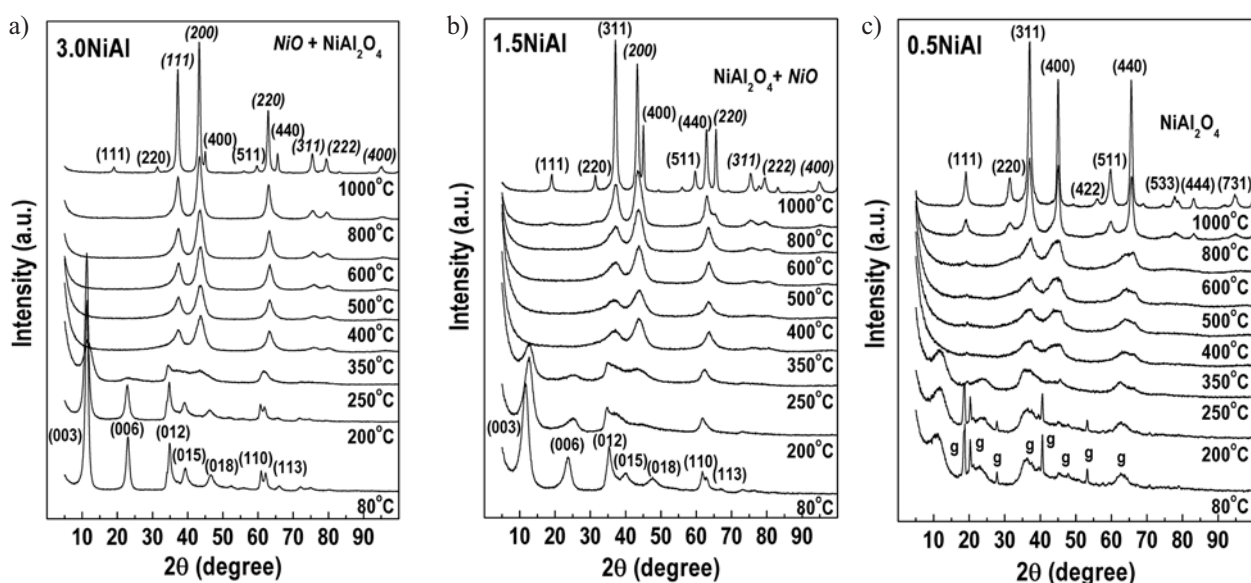 a)
3.0NiAl
NiO + NiAl₂O₄
(200)
(111)
(220)
(111)
(220)
(400)
(511)
(440)
(311)
(222)
(400)
1000°C
800°C
600°C
500°C
400°C
350°C
250°C
200°C
80°C
(003)
(006)
(012)
(015)
(018)
(110)
(113)
Intensity (a.u.)
10 20 30 40 50 60 70 80 90
2θ (degree)
b)
1.5NiAl
NiAl₂O₄+ NiO
(311)
(200)
(400)
(440)
(220)
(111)
(220)
(511)
(311)
(222)
(400)
1000°C
800°C
600°C
500°C
400°C
350°C
250°C
200°C
80°C
(003)
(006)
(012)
(015)
(018)
(110)
(113)
Intensity (a.u.)
10 20 30 40 50 60 70 80 90
2θ (degree)
c)
0.5NiAl
NiAl₂O₄
(311)
(400)
(440)
(111)
(220)
(422)
(511)
(533)
(444)
(731)
1000°C
800°C
600°C
500°C
400°C
350°C
250°C
200°C
80°C
g g g g g g g g
Intensity (a.u.)
10 20 30 40 50 60 70 80 90
2θ (degree)